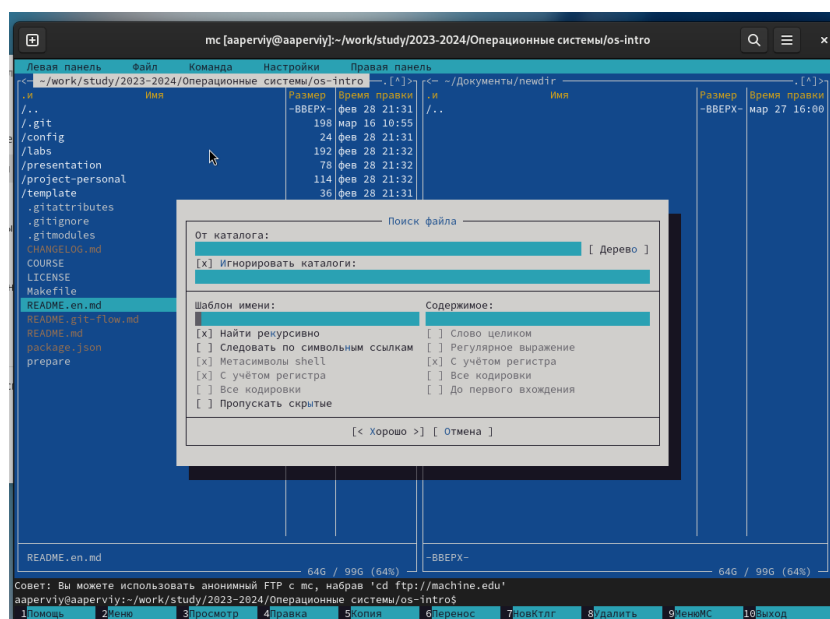 mc [aaperviy@aaperviy]:~/work/study/2023-2024/Операционные системы/os-intro
Левая панель Файл Команда Настройки Правая панель
<— ~/work/study/2023-2024/Операционные системы/os-intro —.[^]>
<— ~/Документы/newdir —.[^]>
.и Имя Размер Время правки
.и Имя Размер Время правки
/.. -ВВЕРХ- фев 28 21:31
/.. -ВВЕРХ- мар 27 16:00
/.git 198 мар 16 10:55
/config 24 фев 28 21:31
/labs 192 фев 28 21:32
/presentation 78 фев 28 21:32
/project-personal 114 фев 28 21:32
/template 36 фев 28 21:31
.gitattributes
.gitignore
.gitmodules
CHANGELOG.md
COURSE
LICENSE
Makefile
README.en.md
README.git-flow.md
README.md
package.json
prepare
Поиск файла
От каталога:
[ Дерево ]
[x] Игнорировать каталоги:
Шаблон имени: Содержимое:
[x] Найти рекурсивно [ ] Слово целиком
[ ] Следовать по символьным ссылкам [ ] Регулярное выражение
[x] Метасимволы shell [x] С учётом регистра
[x] С учётом регистра [ ] Все кодировки
[ ] Все кодировки [ ] До первого вхождения
[ ] Пропускать скрытые
[< Хорошо >] [ Отмена ]
README.en.md
-ВВЕРХ-
64G / 99G (64%)
64G / 99G (64%)
Совет: Вы можете использовать анонимный FTP с mc, набрав 'cd ftp://machine.edu'
aaperviy@aaperviy:~/work/study/2023-2024/Операционные системы/os-intro$
1Помощь 2Меню 3Просмотр 4Правка 5Копия 6Перенос 7НовКтлг 8Удалить 9МенюМС 10Выход